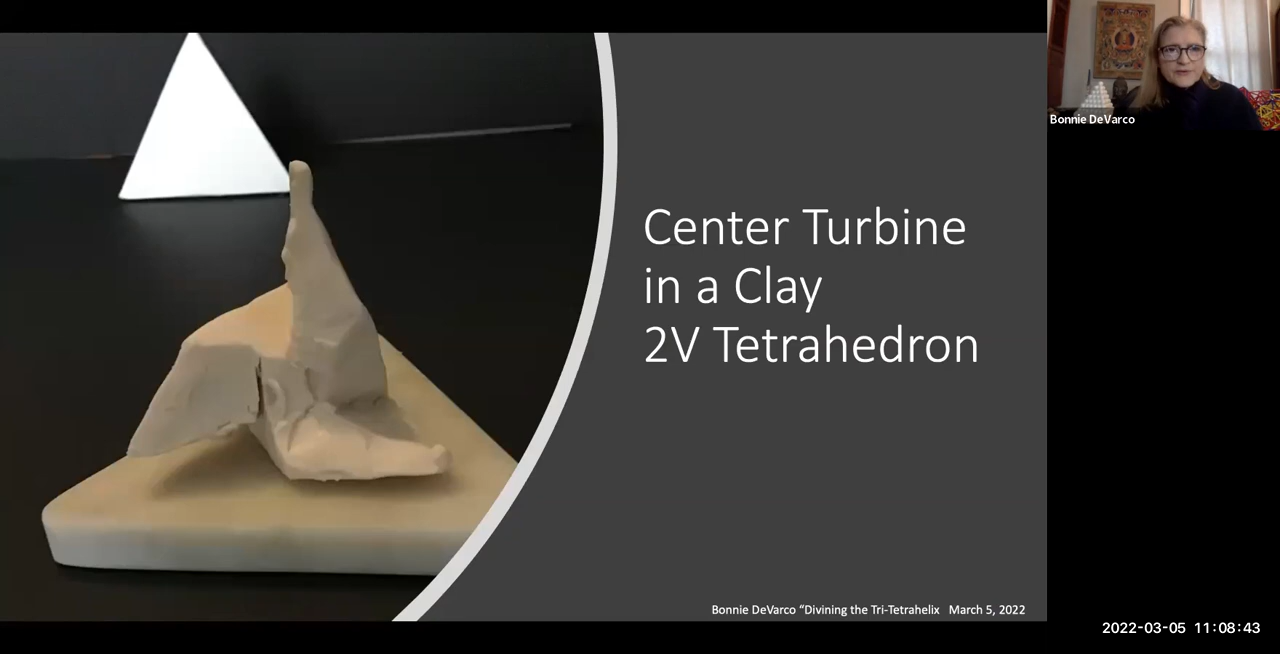 Bonnie DeVarco
Center Turbine
in a Clay
2V Tetrahedron
Bonnie DeVarco “Divining the Tri-Tetrahelix   March 5, 2022
2022-03-05 11:08:43